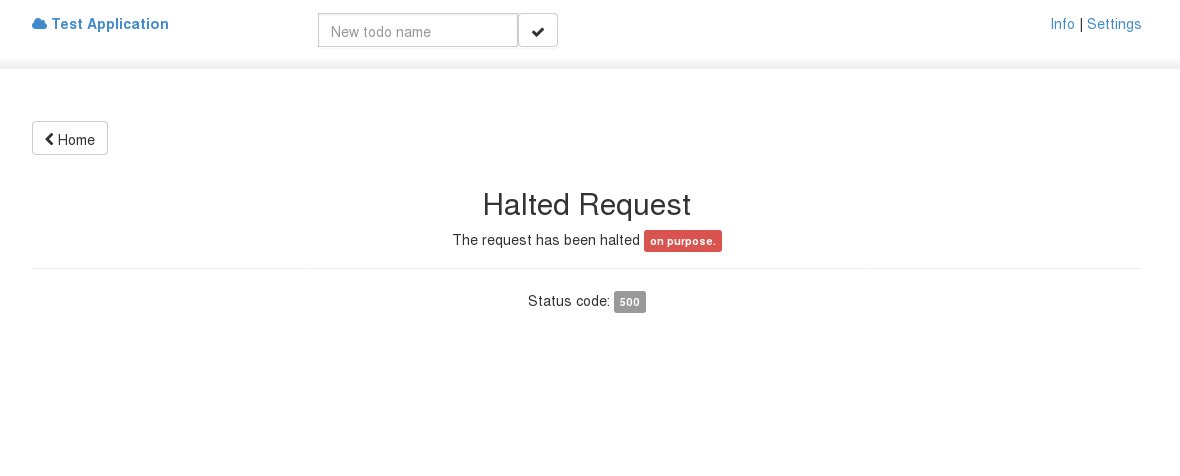 Test Application
New todo name
Info | Settings
Home
Halted Request
The request has been halted on purpose.
Status code: 500